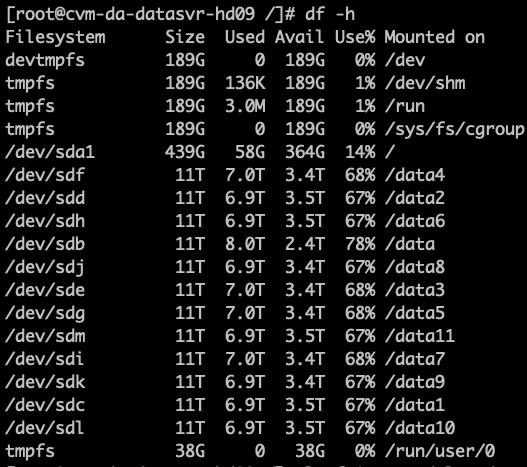 [root@cvm-da-datasvr-hd09 /]# df -h
Filesystem      Size  Used Avail Use% Mounted on
devtmpfs        189G     0  189G   0% /dev
tmpfs           189G  136K  189G   1% /dev/shm
tmpfs           189G  3.0M  189G   1% /run
tmpfs           189G     0  189G   0% /sys/fs/cgroup
/dev/sda1       439G   58G  364G  14% /
/dev/sdf         11T  7.0T  3.4T  68% /data4
/dev/sdd         11T  6.9T  3.5T  67% /data2
/dev/sdh         11T  6.9T  3.5T  67% /data6
/dev/sdb         11T  8.0T  2.4T  78% /data
/dev/sdj         11T  6.9T  3.4T  67% /data8
/dev/sde         11T  7.0T  3.4T  68% /data3
/dev/sdg         11T  7.0T  3.4T  68% /data5
/dev/sdm         11T  6.9T  3.5T  67% /data11
/dev/sdi         11T  7.0T  3.4T  68% /data7
/dev/sdk         11T  6.9T  3.4T  67% /data9
/dev/sdc         11T  6.9T  3.5T  67% /data1
/dev/sdl         11T  6.9T  3.5T  67% /data10
tmpfs            38G     0   38G   0% /run/user/0